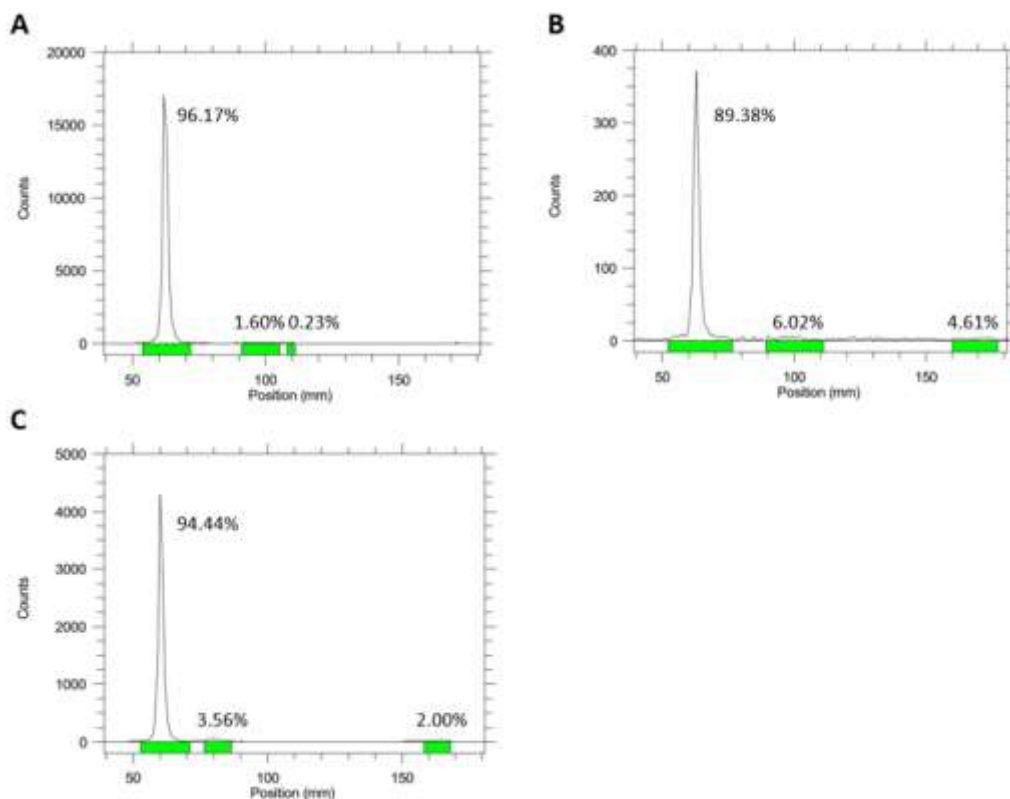 A
20000
15000
10000
5000
0
Counts
96.17%
1.60% 0.23%
50 100 150
Position (mm)
B
400
300
200
100
0
Counts
89.38%
6.02% 4.61%
50 100 150
Position (mm)
C
5000
4000
3000
2000
1000
0
Counts
94.44%
3.56% 2.00%
50 100 150
Position (mm)